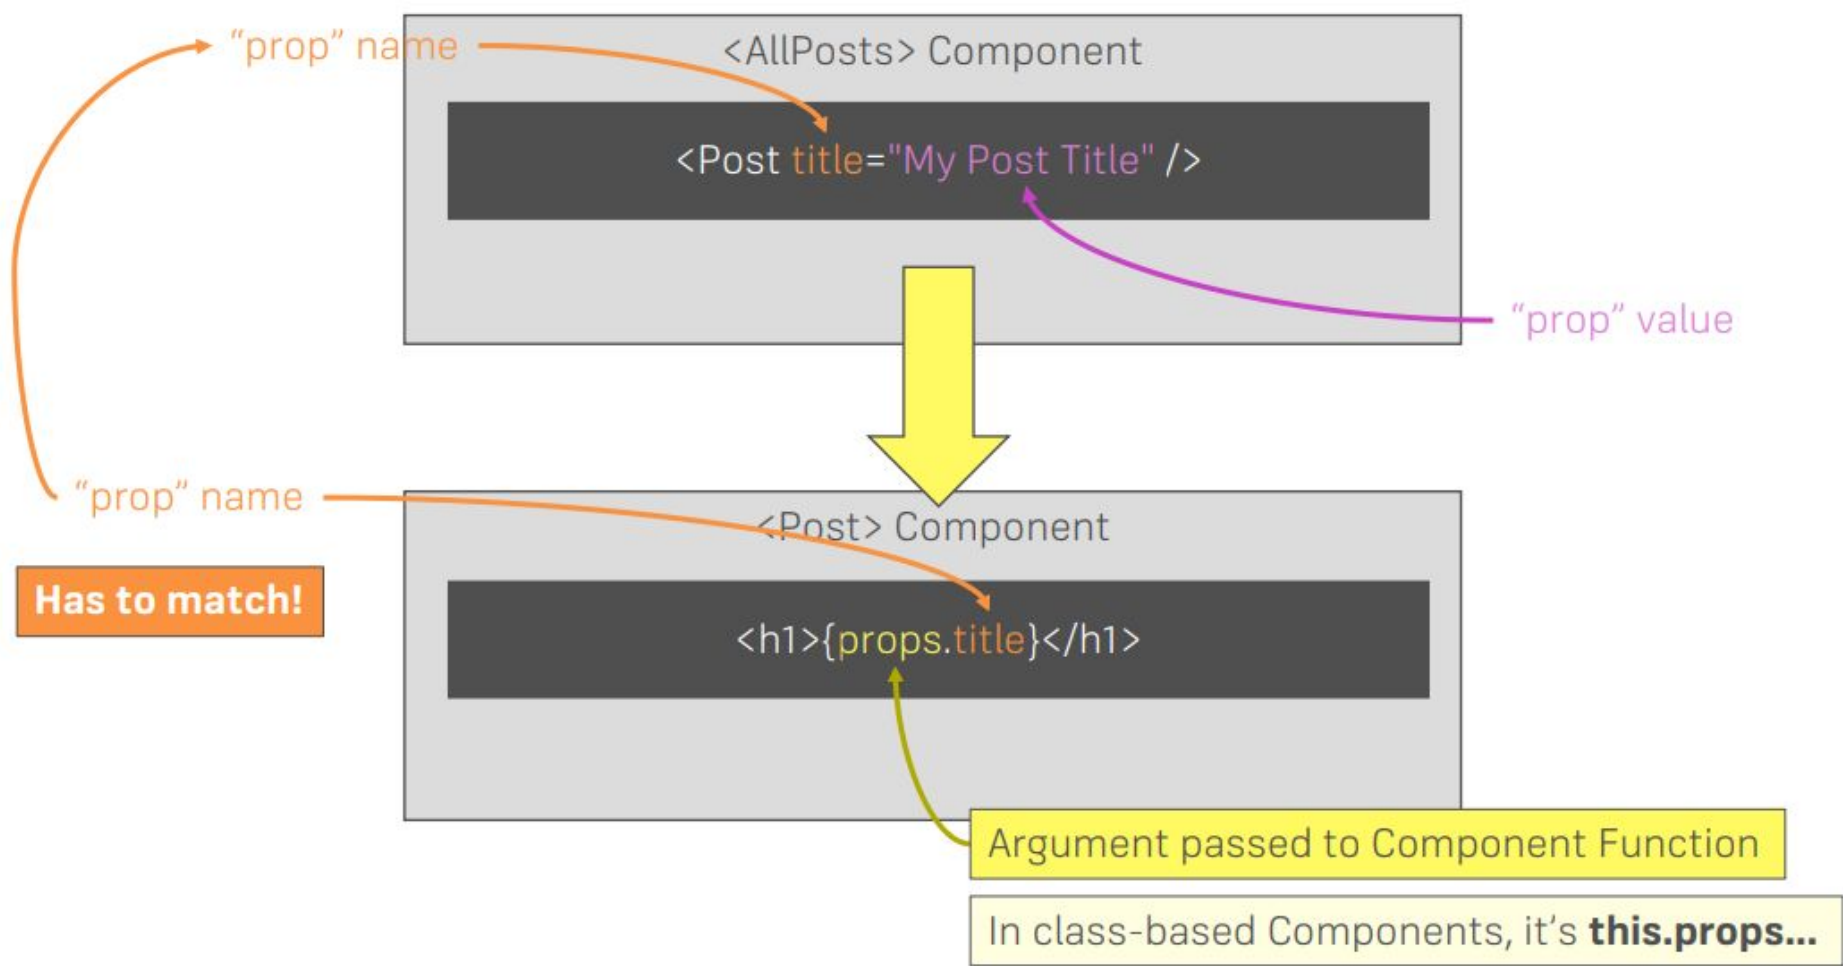 “prop” name
<AllPosts> Component
<Post title="My Post Title" />
“prop” value
“prop” name
<Post> Component
Has to match!
<h1>{props.title}</h1>
Argument passed to Component Function
In class-based Components, it’s this.props...